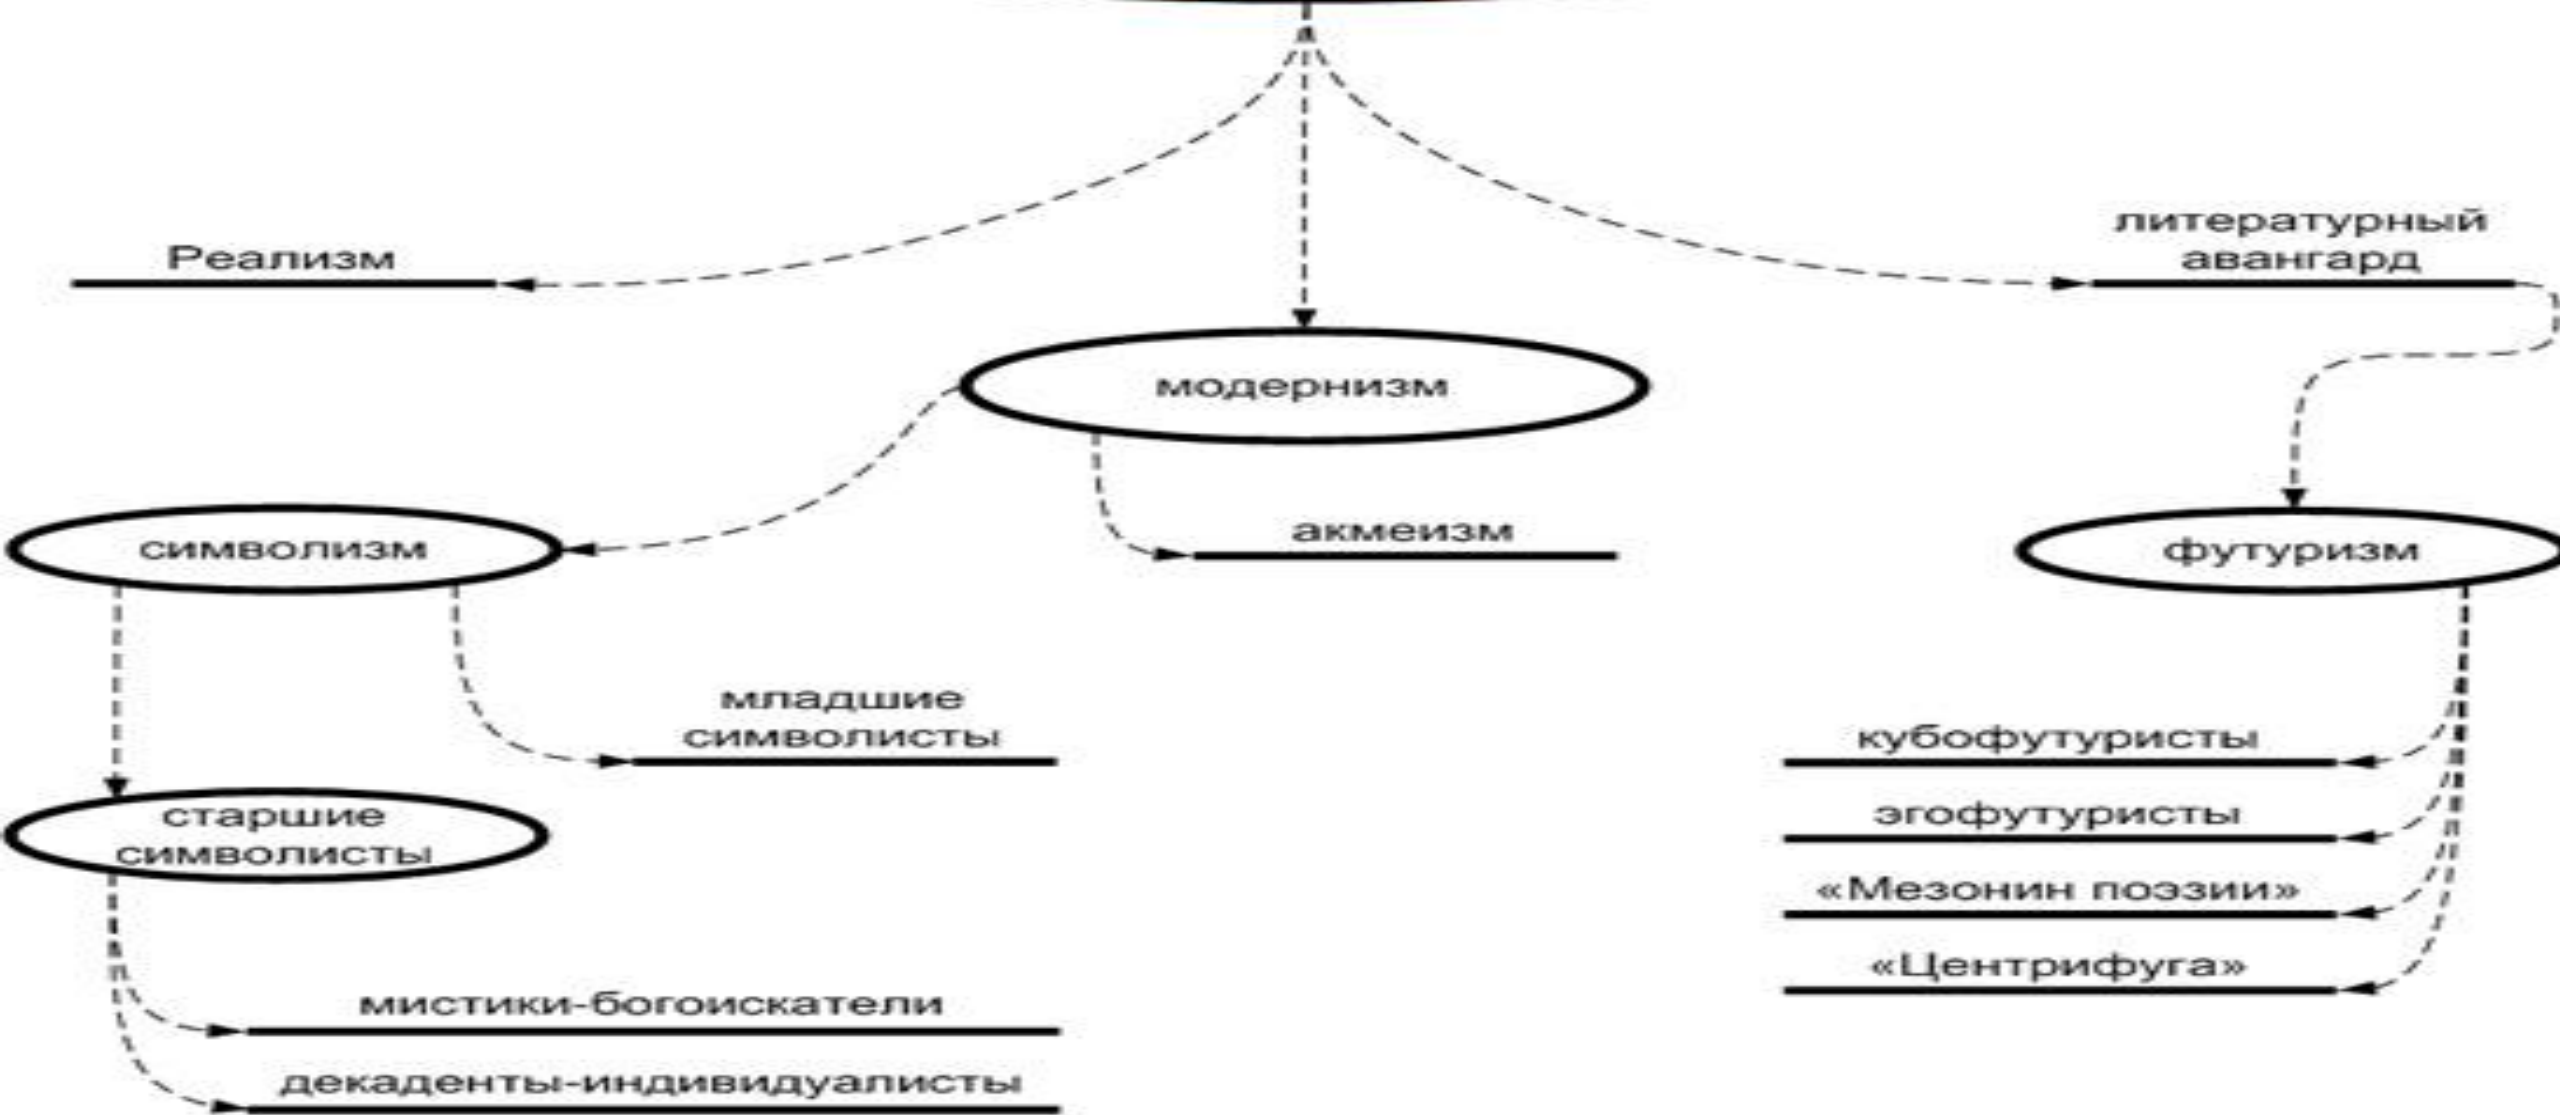 Реализм
литературный
авангард
модернизм
символизм
акмеизм
футуризм
младшие
символисты
старшие
символисты
кубофутуристы
эгофутуристы
«Мезонин поэзии»
«Центрифуга»
мистики-богоискатели
декаденты-индивидуалисты